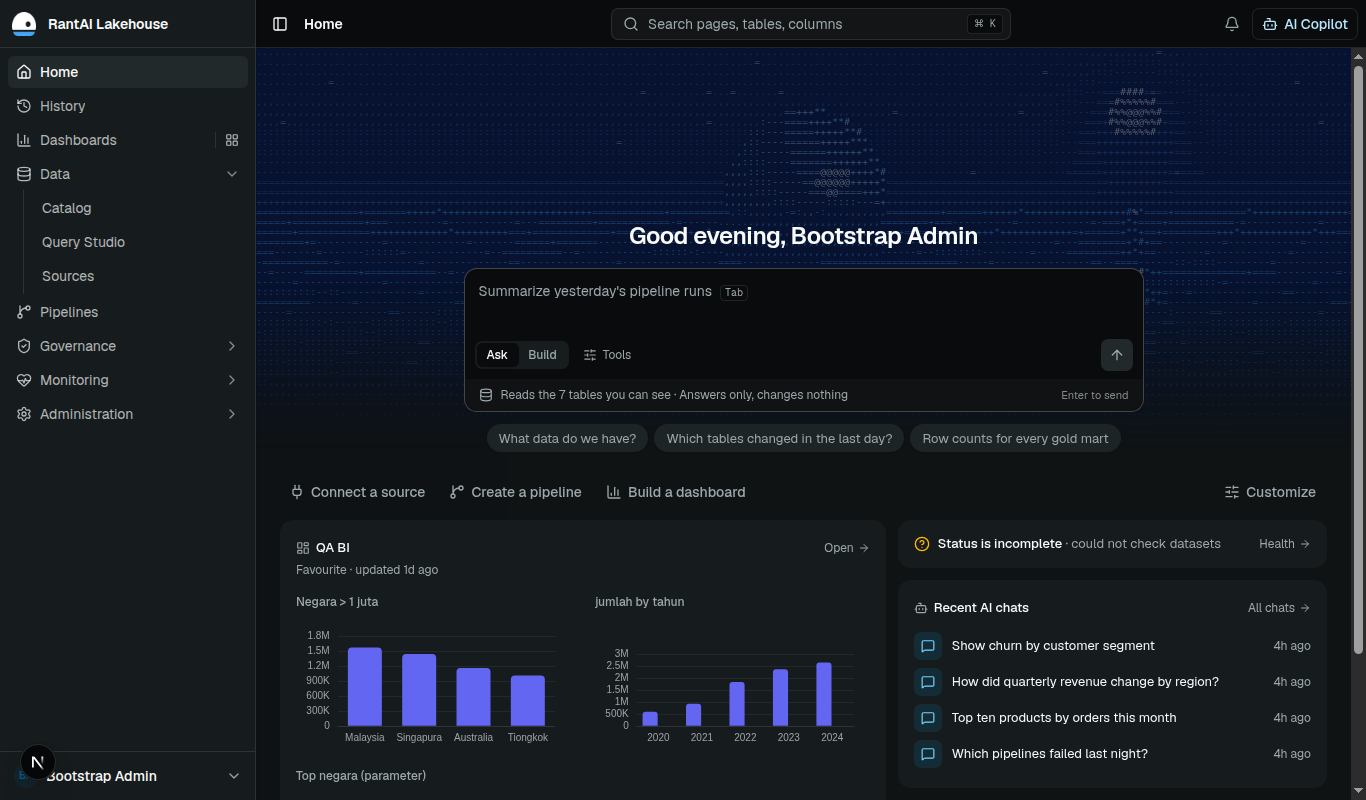 RantAI Lakehouse
Home
Search pages, tables, columns
⌘ K
AI Copilot
Home
History
Dashboards
Data
Catalog
Query Studio
Sources
Pipelines
Governance
Monitoring
Administration
Good evening, Bootstrap Admin
Summarize yesterday's pipeline runs Tab
Ask Build Tools
Reads the 7 tables you can see · Answers only, changes nothing
Enter to send
What data do we have?
Which tables changed in the last day?
Row counts for every gold mart
Connect a source
Create a pipeline
Build a dashboard
Customize
QA BI
Open
Favourite · updated 1d ago
Negara > 1 juta
1.8M
1.5M
1.2M
900K
600K
300K
0
Malaysia Singapura Australia Tiongkok
jumlah by tahun
3M
2.5M
2M
1.5M
1M
500K
0
2020 2021 2022 2023 2024
Top negara (parameter)
Status is incomplete · could not check datasets
Health
Recent AI chats
All chats
Show churn by customer segment 4h ago
How did quarterly revenue change by region? 4h ago
Top ten products by orders this month 4h ago
Which pipelines failed last night? 4h ago
N
Bootstrap Admin